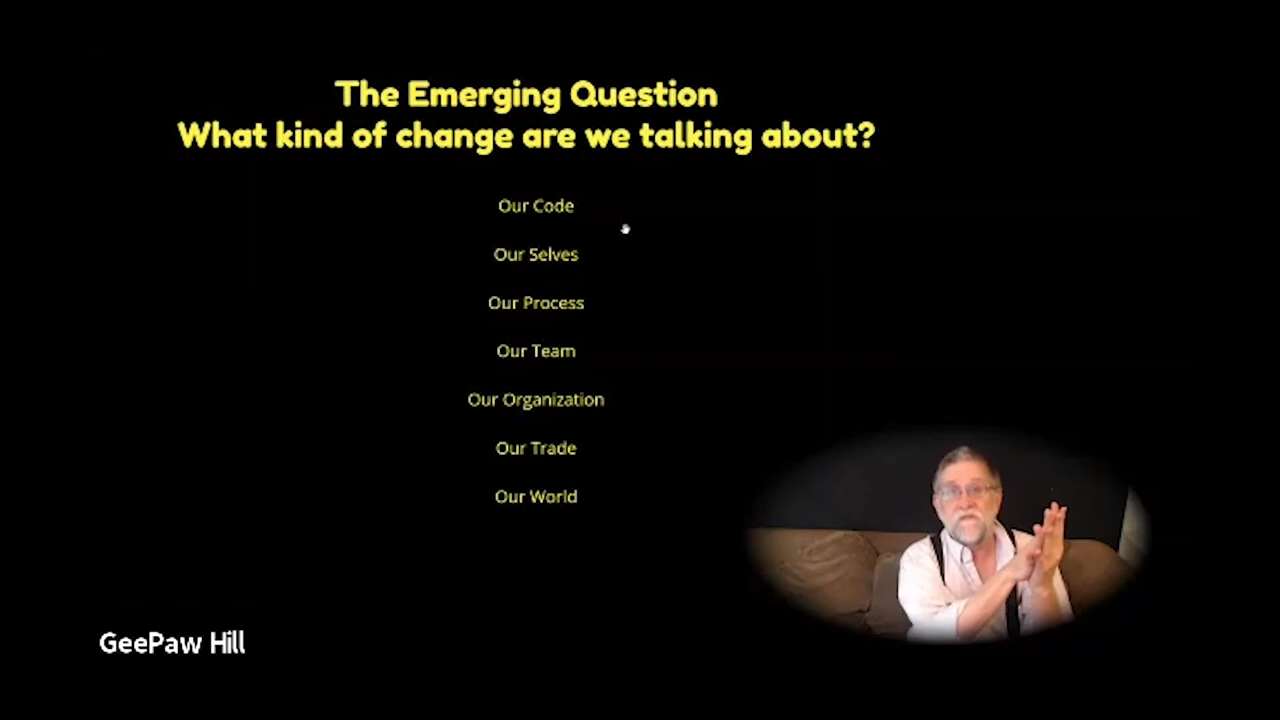 The Emerging Question
What kind of change are we talking about?
Our Code
Our Selves
Our Process
Our Team
Our Organization
Our Trade
Our World
GeePaw Hill